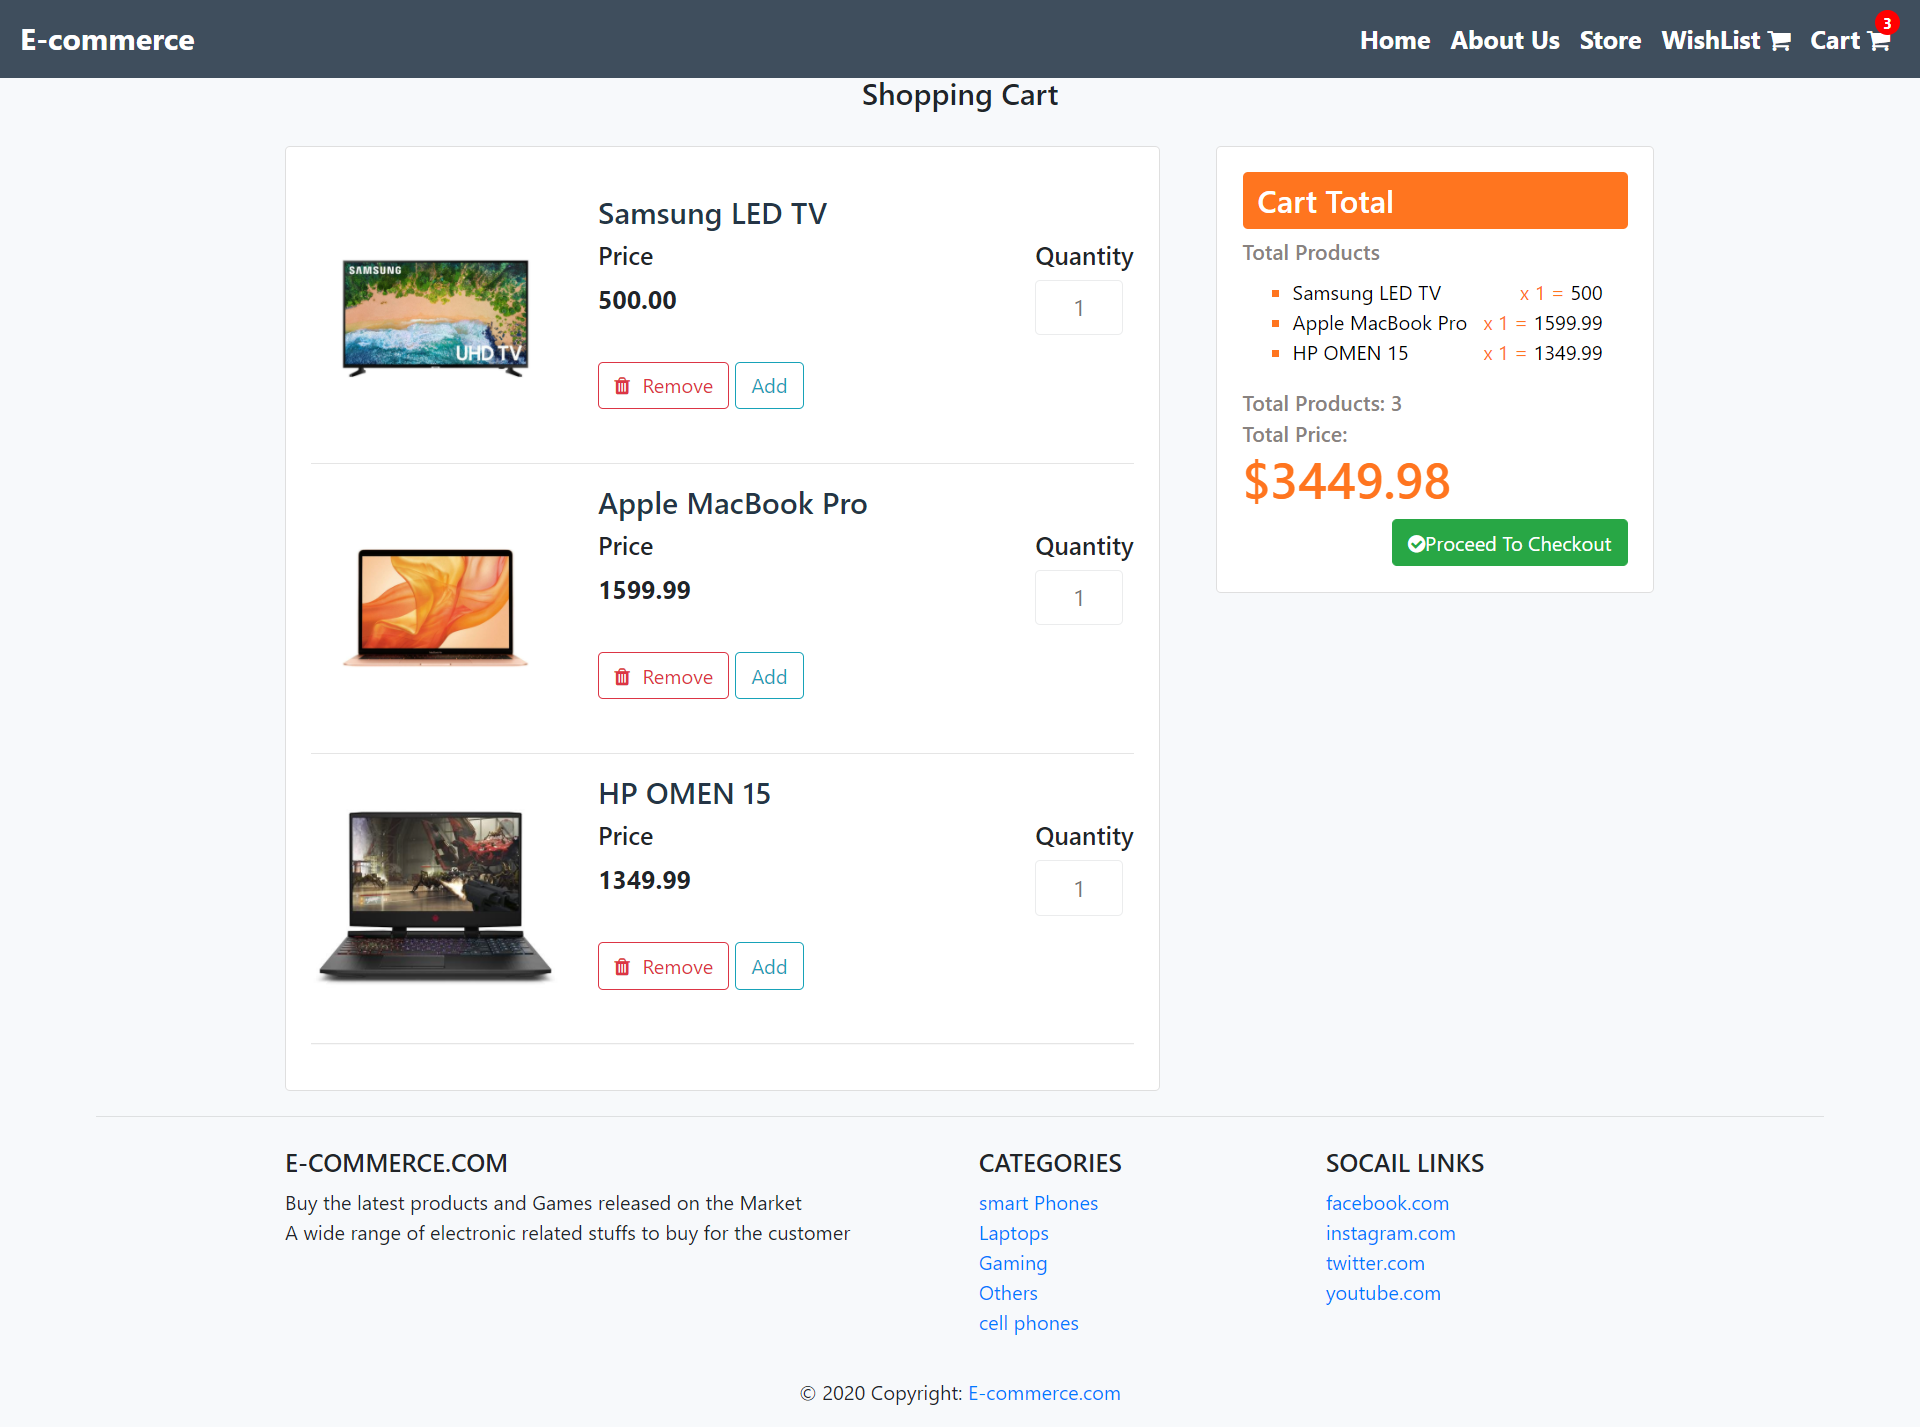 E-commerce
Home About Us Store WishList Cart 3
Shopping Cart
SAMSUNG
UHD TV
Samsung LED TV
Price
Quantity
500.00
1
Remove Add
Apple MacBook Pro
Price
Quantity
1599.99
1
Remove Add
HP OMEN 15
Price
Quantity
1349.99
1
Remove Add
Cart Total
Total Products
Samsung LED TV x 1 = 500
Apple MacBook Pro x 1 = 1599.99
HP OMEN 15 x 1 = 1349.99
Total Products: 3
Total Price:
$3449.98
Proceed To Checkout
E-COMMERCE.COM
Buy the latest products and Games released on the Market
A wide range of electronic related stuffs to buy for the customer
CATEGORIES
smart Phones
Laptops
Gaming
Others
cell phones
SOCAIL LINKS
facebook.com
instagram.com
twitter.com
youtube.com
© 2020 Copyright: E-commerce.com